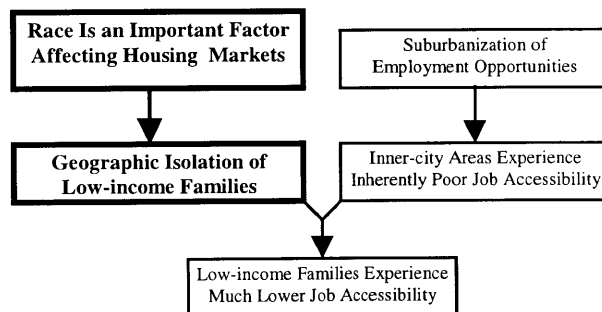 Race Is an Important Factor
Affecting Housing Markets
Suburbanization of
Employment Opportunities
Geographic Isolation of
Low-income Families
Inner-city Areas Experience
Inherently Poor Job Accessibility
Low-income Families Experience
Much Lower Job Accessibility